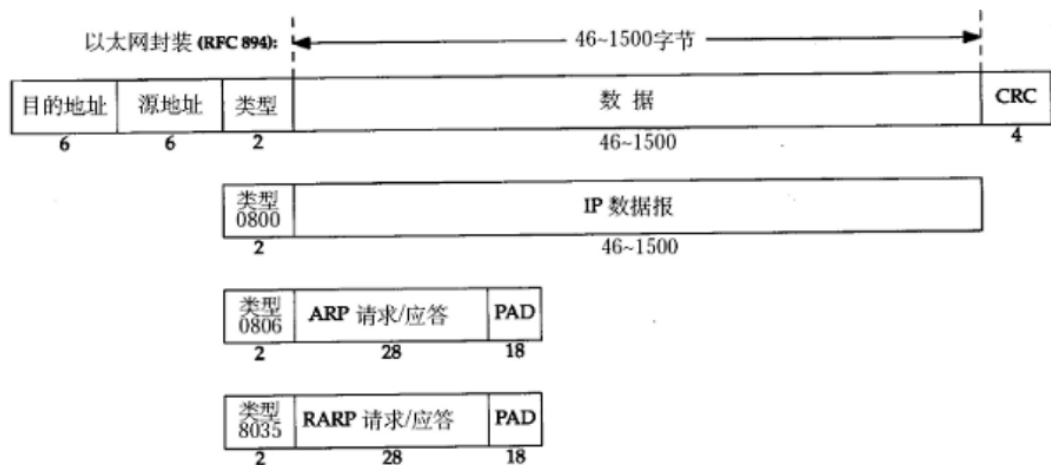 以太网封装 (RFC 894):
46~1500字节
目的地址 源地址 类型 数 据 CRC
6 6 2 46~1500 4
类型
0800
IP 数据报
2 46~1500
类型
0806
ARP 请求/应答 PAD
2 28 18
类型
8035
RARP 请求/应答 PAD
2 28 18